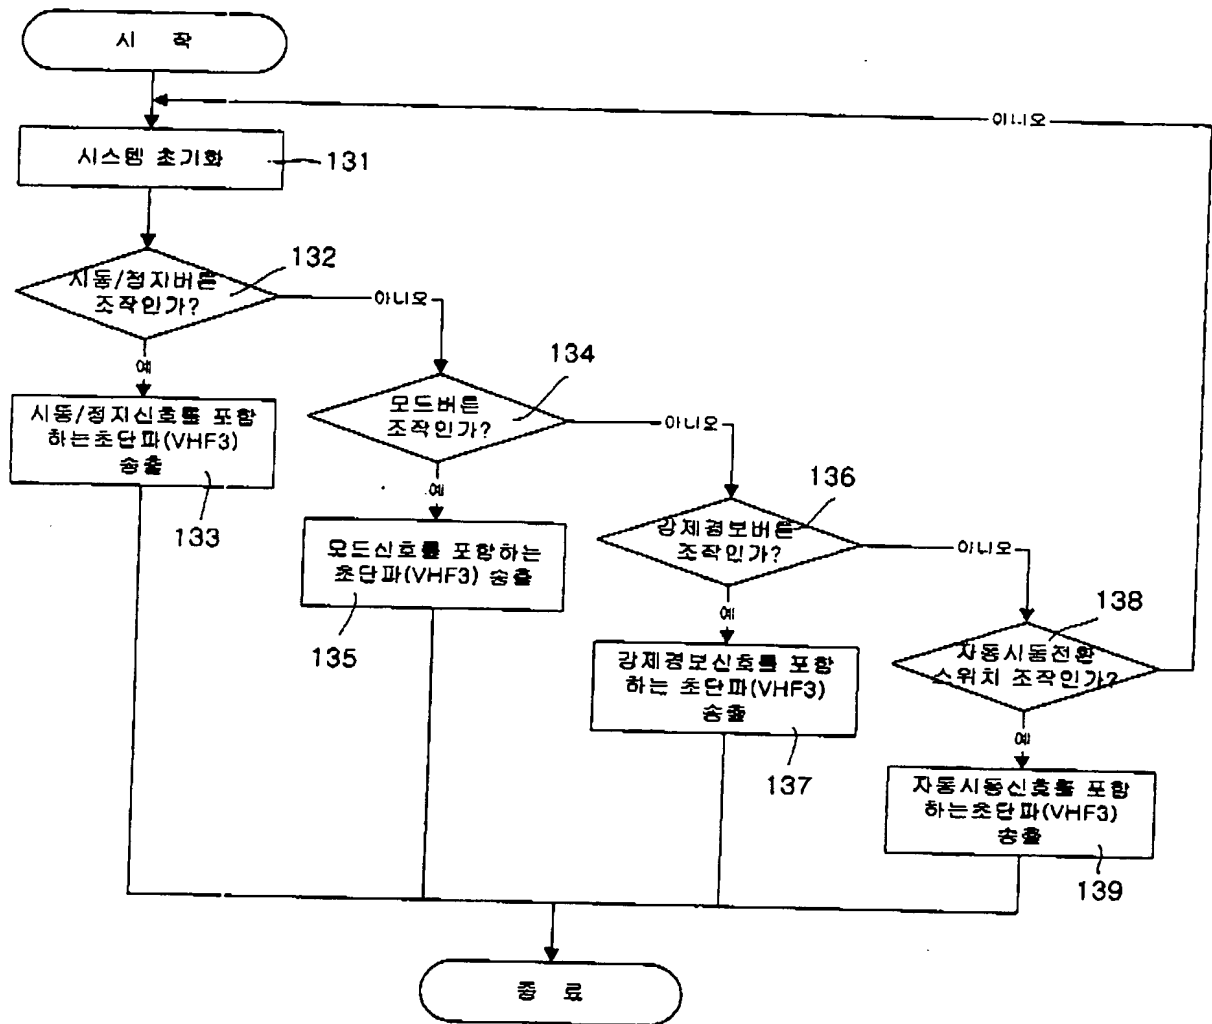 시 작
아니오
시스템 초기화
131
132
시동/정지버튼
조작인가?
아니오
예
시동/정지신호를 포함
하는초단파(VHF3)
송출
133
134
모드버튼
조작인가?
아니오
예
모드신호를 포함하는
초단파(VHF3) 송출
135
136
강제경보버튼
조작인가?
아니오
예
강제경보신호를 포함
하는 초단파(VHF3)
송출
137
138
자동시동전환
스위치 조작인가?
예
자동시동신호를 포함
하는초단파(VHF3)
송출
139
종 료